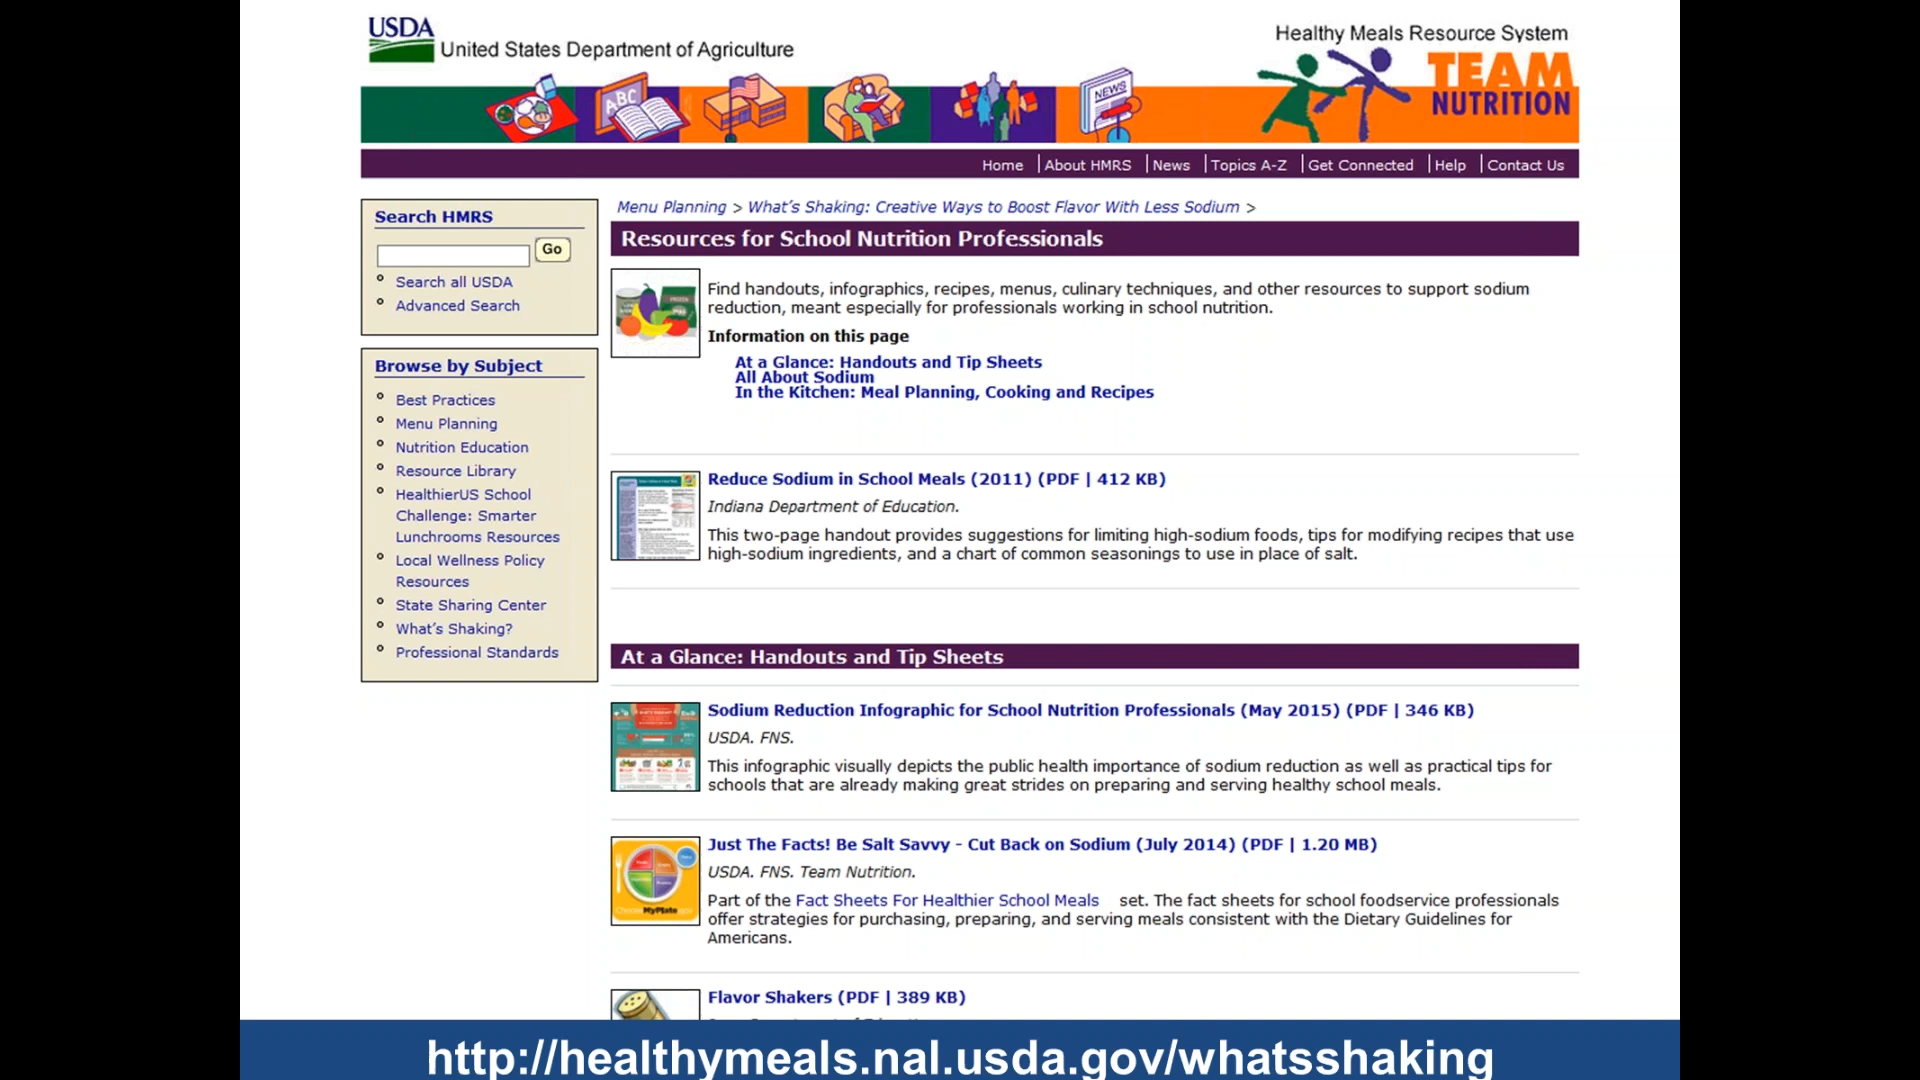 USDA
United States Department of Agriculture
Healthy Meals Resource System
TEAM
NUTRITION
ABC
NEWS
Home
About HMRS
News
Topics A-Z
Get Connected
Help
Contact Us
Search HMRS
Go
Search all USDA
Advanced Search
Browse by Subject
Best Practices
Menu Planning
Nutrition Education
Resource Library
HealthierUS School
Challenge: Smarter
Lunchrooms Resources
Local Wellness Policy
Resources
State Sharing Center
What's Shaking?
Professional Standards
Menu Planning > What's Shaking: Creative Ways to Boost Flavor With Less Sodium >
Resources for School Nutrition Professionals
Find handouts, infographics, recipes, menus, culinary techniques, and other resources to support sodium
reduction, meant especially for professionals working in school nutrition.
Information on this page
At a Glance: Handouts and Tip Sheets
All About Sodium
In the Kitchen: Meal Planning, Cooking and Recipes
Reduce Sodium in School Meals (2011) (PDF | 412 KB)
Indiana Department of Education.
This two-page handout provides suggestions for limiting high-sodium foods, tips for modifying recipes that use
high-sodium ingredients, and a chart of common seasonings to use in place of salt.
At a Glance: Handouts and Tip Sheets
Sodium Reduction Infographic for School Nutrition Professionals (May 2015) (PDF | 346 KB)
USDA. FNS.
This infographic visually depicts the public health importance of sodium reduction as well as practical tips for
schools that are already making great strides on preparing and serving healthy school meals.
Just The Facts! Be Salt Savvy - Cut Back on Sodium (July 2014) (PDF | 1.20 MB)
USDA. FNS. Team Nutrition.
Part of the Fact Sheets For Healthier School Meals set. The fact sheets for school foodservice professionals
offer strategies for purchasing, preparing, and serving meals consistent with the Dietary Guidelines for
Americans.
Flavor Shakers (PDF | 389 KB)
http://healthymeals.nal.usda.gov/whatsshaking